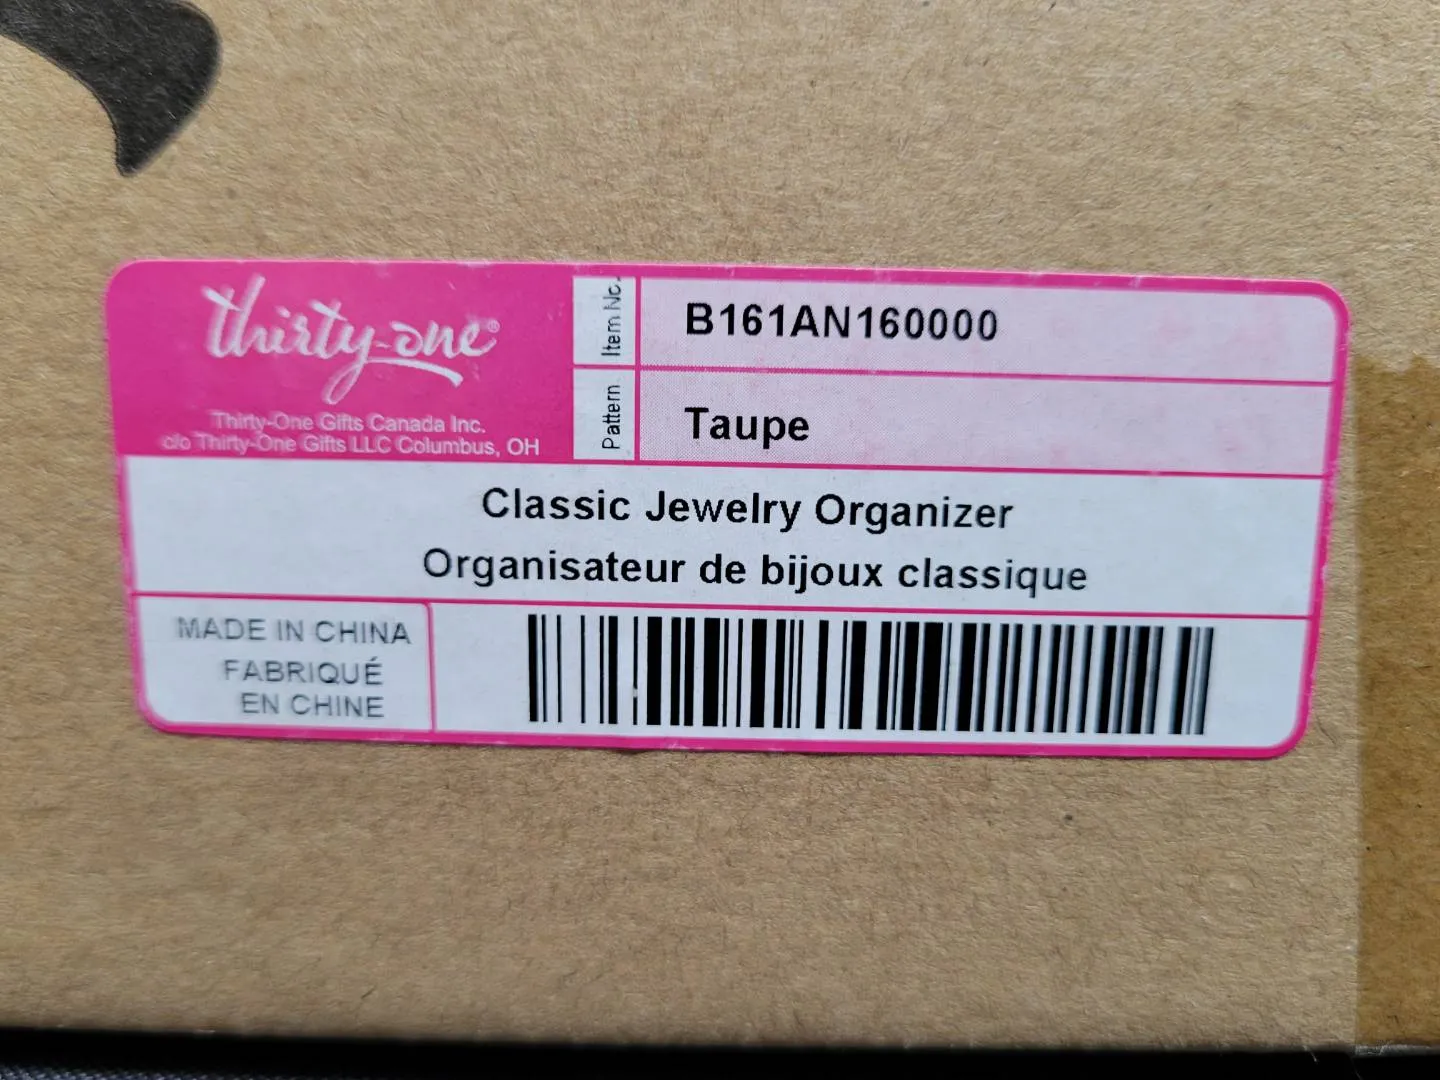 thirty-one®
Thirty-One Gifts Canada Inc.
c/o Thirty-One Gifts LLC Columbus, OH
Item No.
B161AN160000
Pattern
Taupe
Classic Jewelry Organizer
Organisateur de bijoux classique
MADE IN CHINA
FABRIQUÉ
EN CHINE